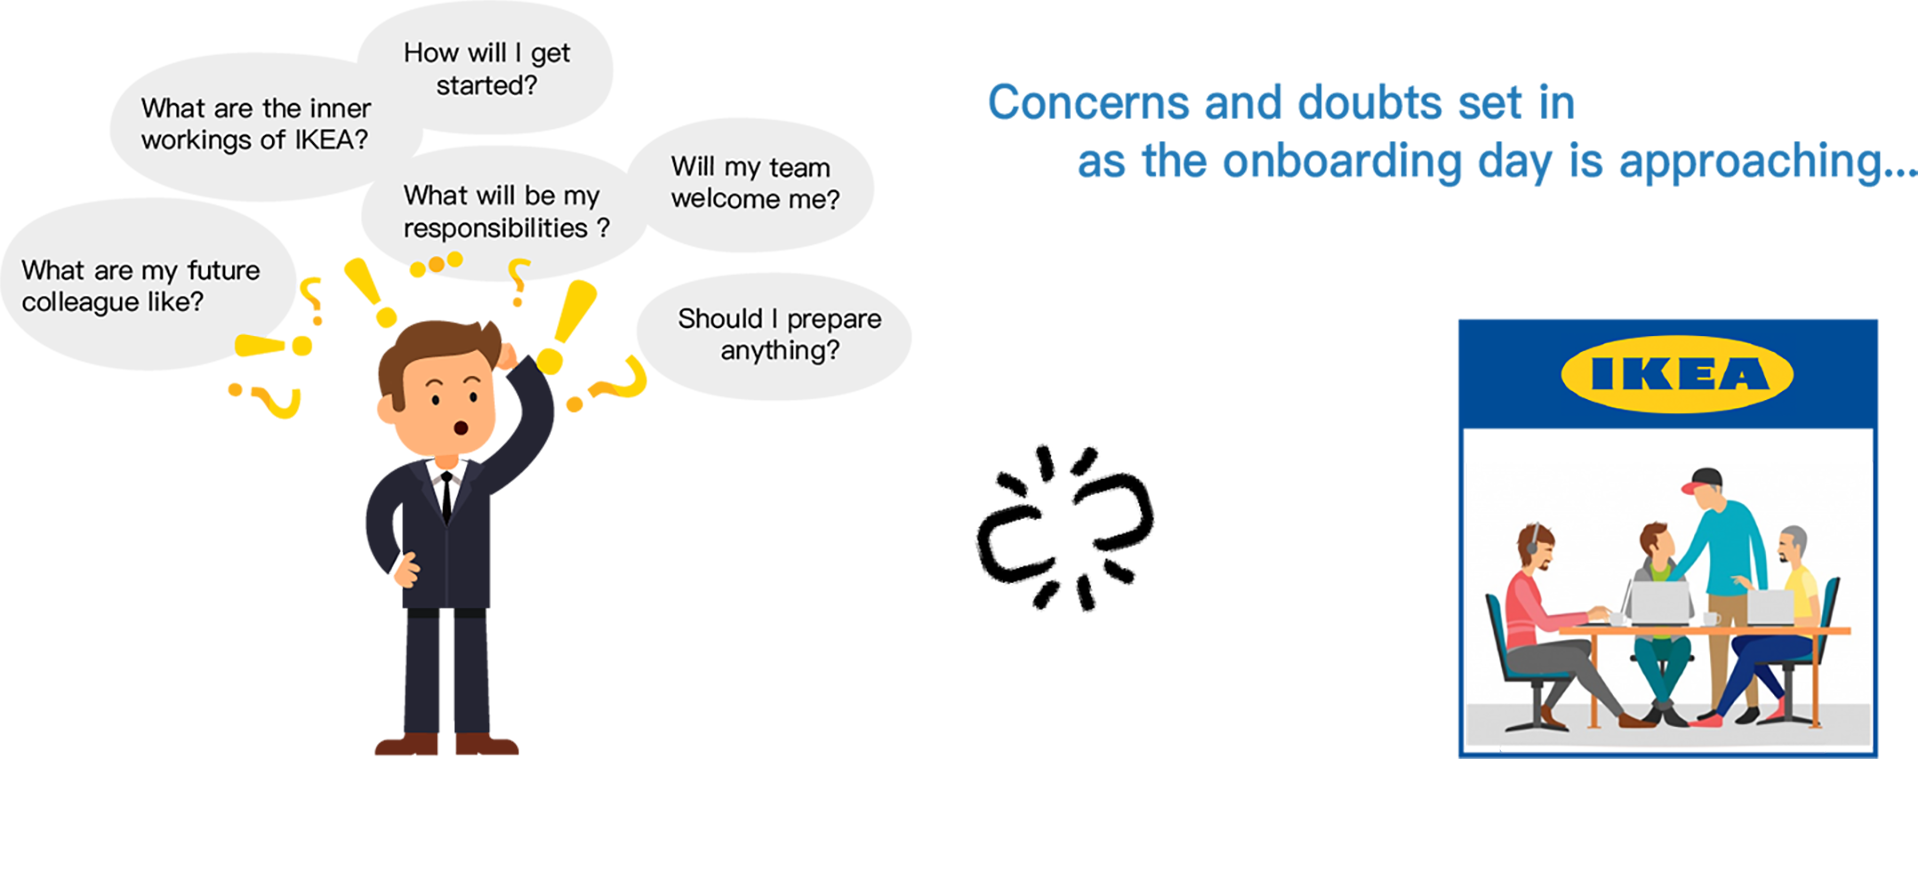 How will I get
started?
What are the inner
workings of IKEA?
Will my team
welcome me?
What will be my
responsibilities ?
What are my future
colleague like?
Should I prepare
anything?
Concerns and doubts set in
as the onboarding day is approaching...
IKEA